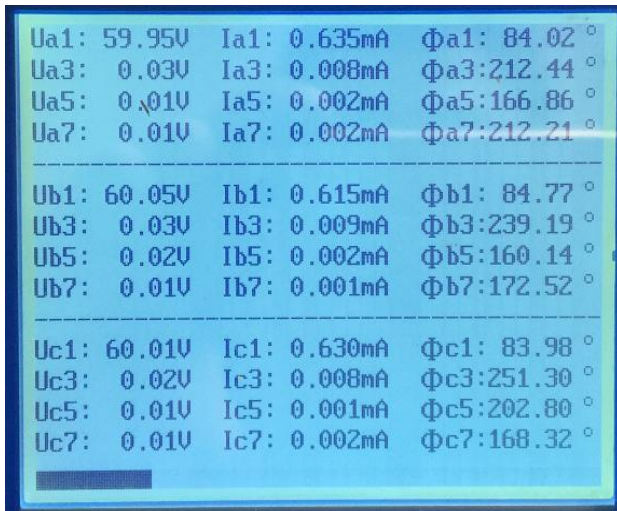 Ua1: 59.95V Ia1: 0.635mA Φa1: 84.02 °
Ua3: 0.03V Ia3: 0.008mA Φa3:212.44 °
Ua5: 0.01V Ia5: 0.002mA Φa5:166.86 °
Ua7: 0.01V Ia7: 0.002mA Φa7:212.21 °
Ub1: 60.05V Ib1: 0.615mA Φb1: 84.77 °
Ub3: 0.03V Ib3: 0.009mA Φb3:239.19 °
Ub5: 0.02V Ib5: 0.002mA Φb5:160.14 °
Ub7: 0.01V Ib7: 0.001mA Φb7:172.52 °
Uc1: 60.01V Ic1: 0.630mA Φc1: 83.98 °
Uc3: 0.02V Ic3: 0.008mA Φc3:251.30 °
Uc5: 0.01V Ic5: 0.001mA Φc5:202.80 °
Uc7: 0.01V Ic7: 0.002mA Φc7:168.32 °